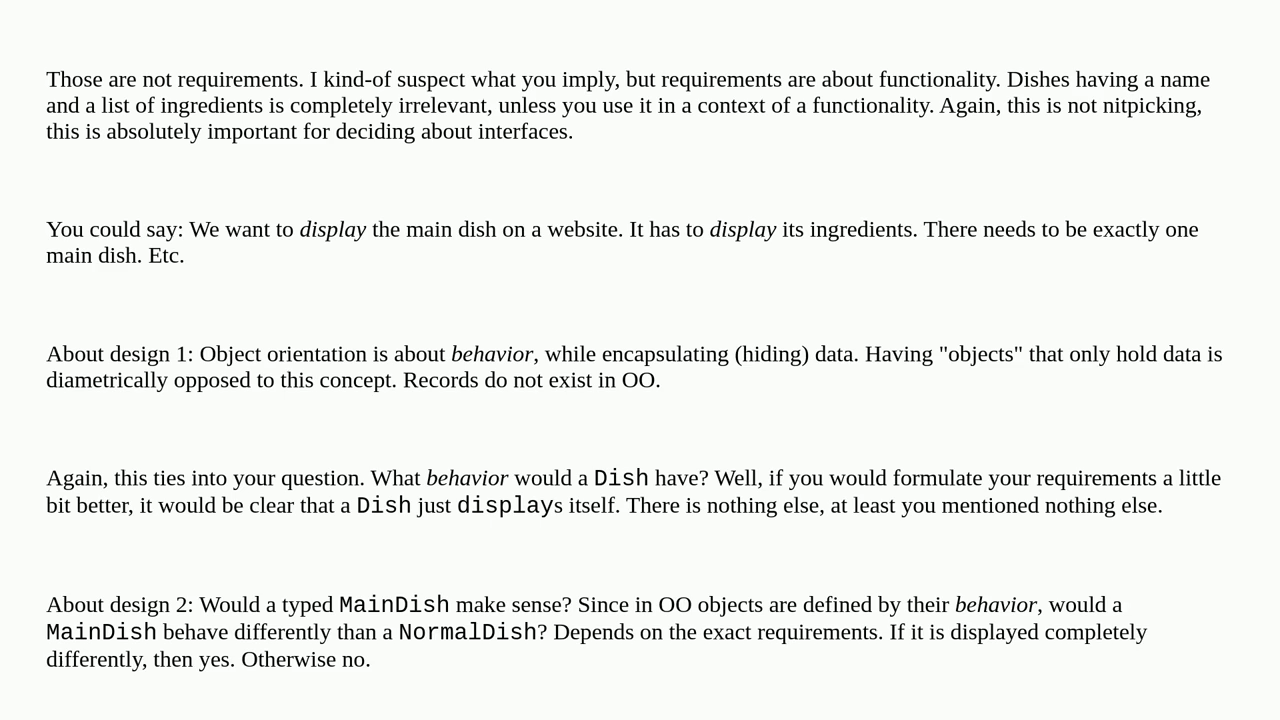 Those are not requirements. I kind-of suspect what you imply, but requirements are about functionality. Dishes having a name
and a list of ingredients is completely irrelevant, unless you use it in a context of a functionality. Again, this is not nitpicking,
this is absolutely important for deciding about interfaces.
You could say: We want to display the main dish on a website. It has to display its ingredients. There needs to be exactly one
main dish. Etc.
About design 1: Object orientation is about behavior, while encapsulating (hiding) data. Having "objects" that only hold data is
diametrically opposed to this concept. Records do not exist in OO.
Again, this ties into your question. What behavior would a Dish have? Well, if you would formulate your requirements a little
bit better, it would be clear that a Dish just displays itself. There is nothing else, at least you mentioned nothing else.
About design 2: Would a typed MainDish make sense? Since in OO objects are defined by their behavior, would a
MainDish behave differently than a NormalDish? Depends on the exact requirements. If it is displayed completely
differently, then yes. Otherwise no.